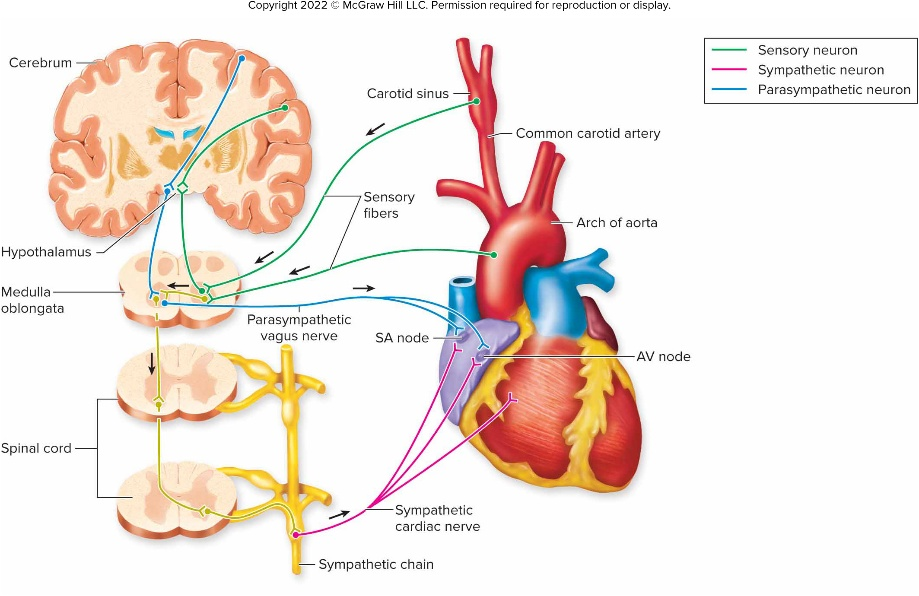 Copyright 2022 © McGraw Hill LLC. Permission required for reproduction or display.
Cerebrum
Carotid sinus
Common carotid artery
Sensory neuron
Sympathetic neuron
Parasympathetic neuron
Sensory
fibers
Arch of aorta
Hypothalamus
Medulla
oblongata
Parasympathetic
vagus nerve
SA node
AV node
Spinal cord
Sympathetic
cardiac nerve
Sympathetic chain